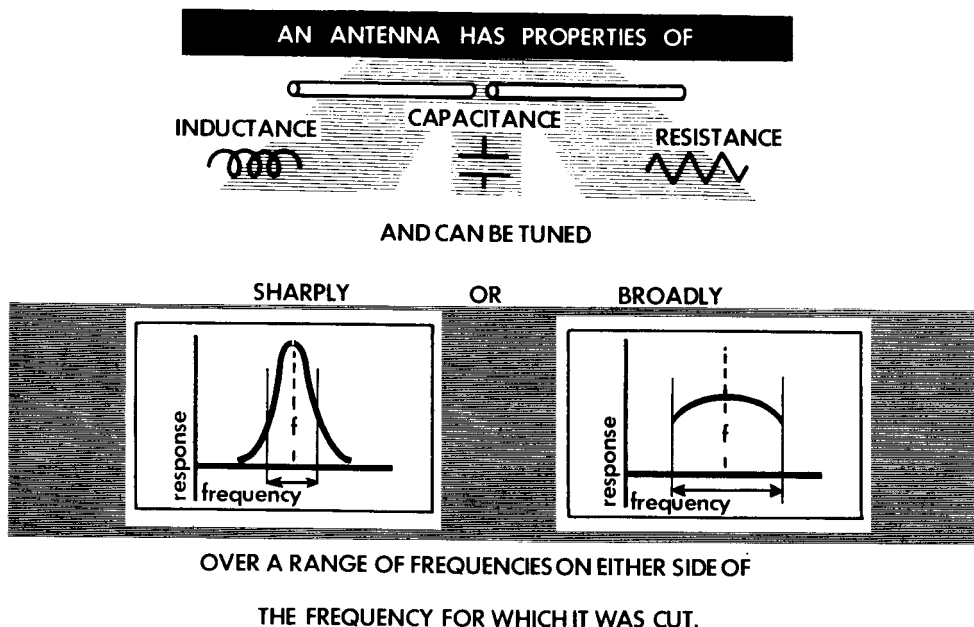 AN ANTENNA HAS PROPERTIES OF
INDUCTANCE
CAPACITANCE
RESISTANCE
AND CAN BE TUNED
SHARPLY OR BROADLY
response
f
frequency
response
f
frequency
OVER A RANGE OF FREQUENCIES ON EITHER SIDE OF
THE FREQUENCY FOR WHICH IT WAS CUT.